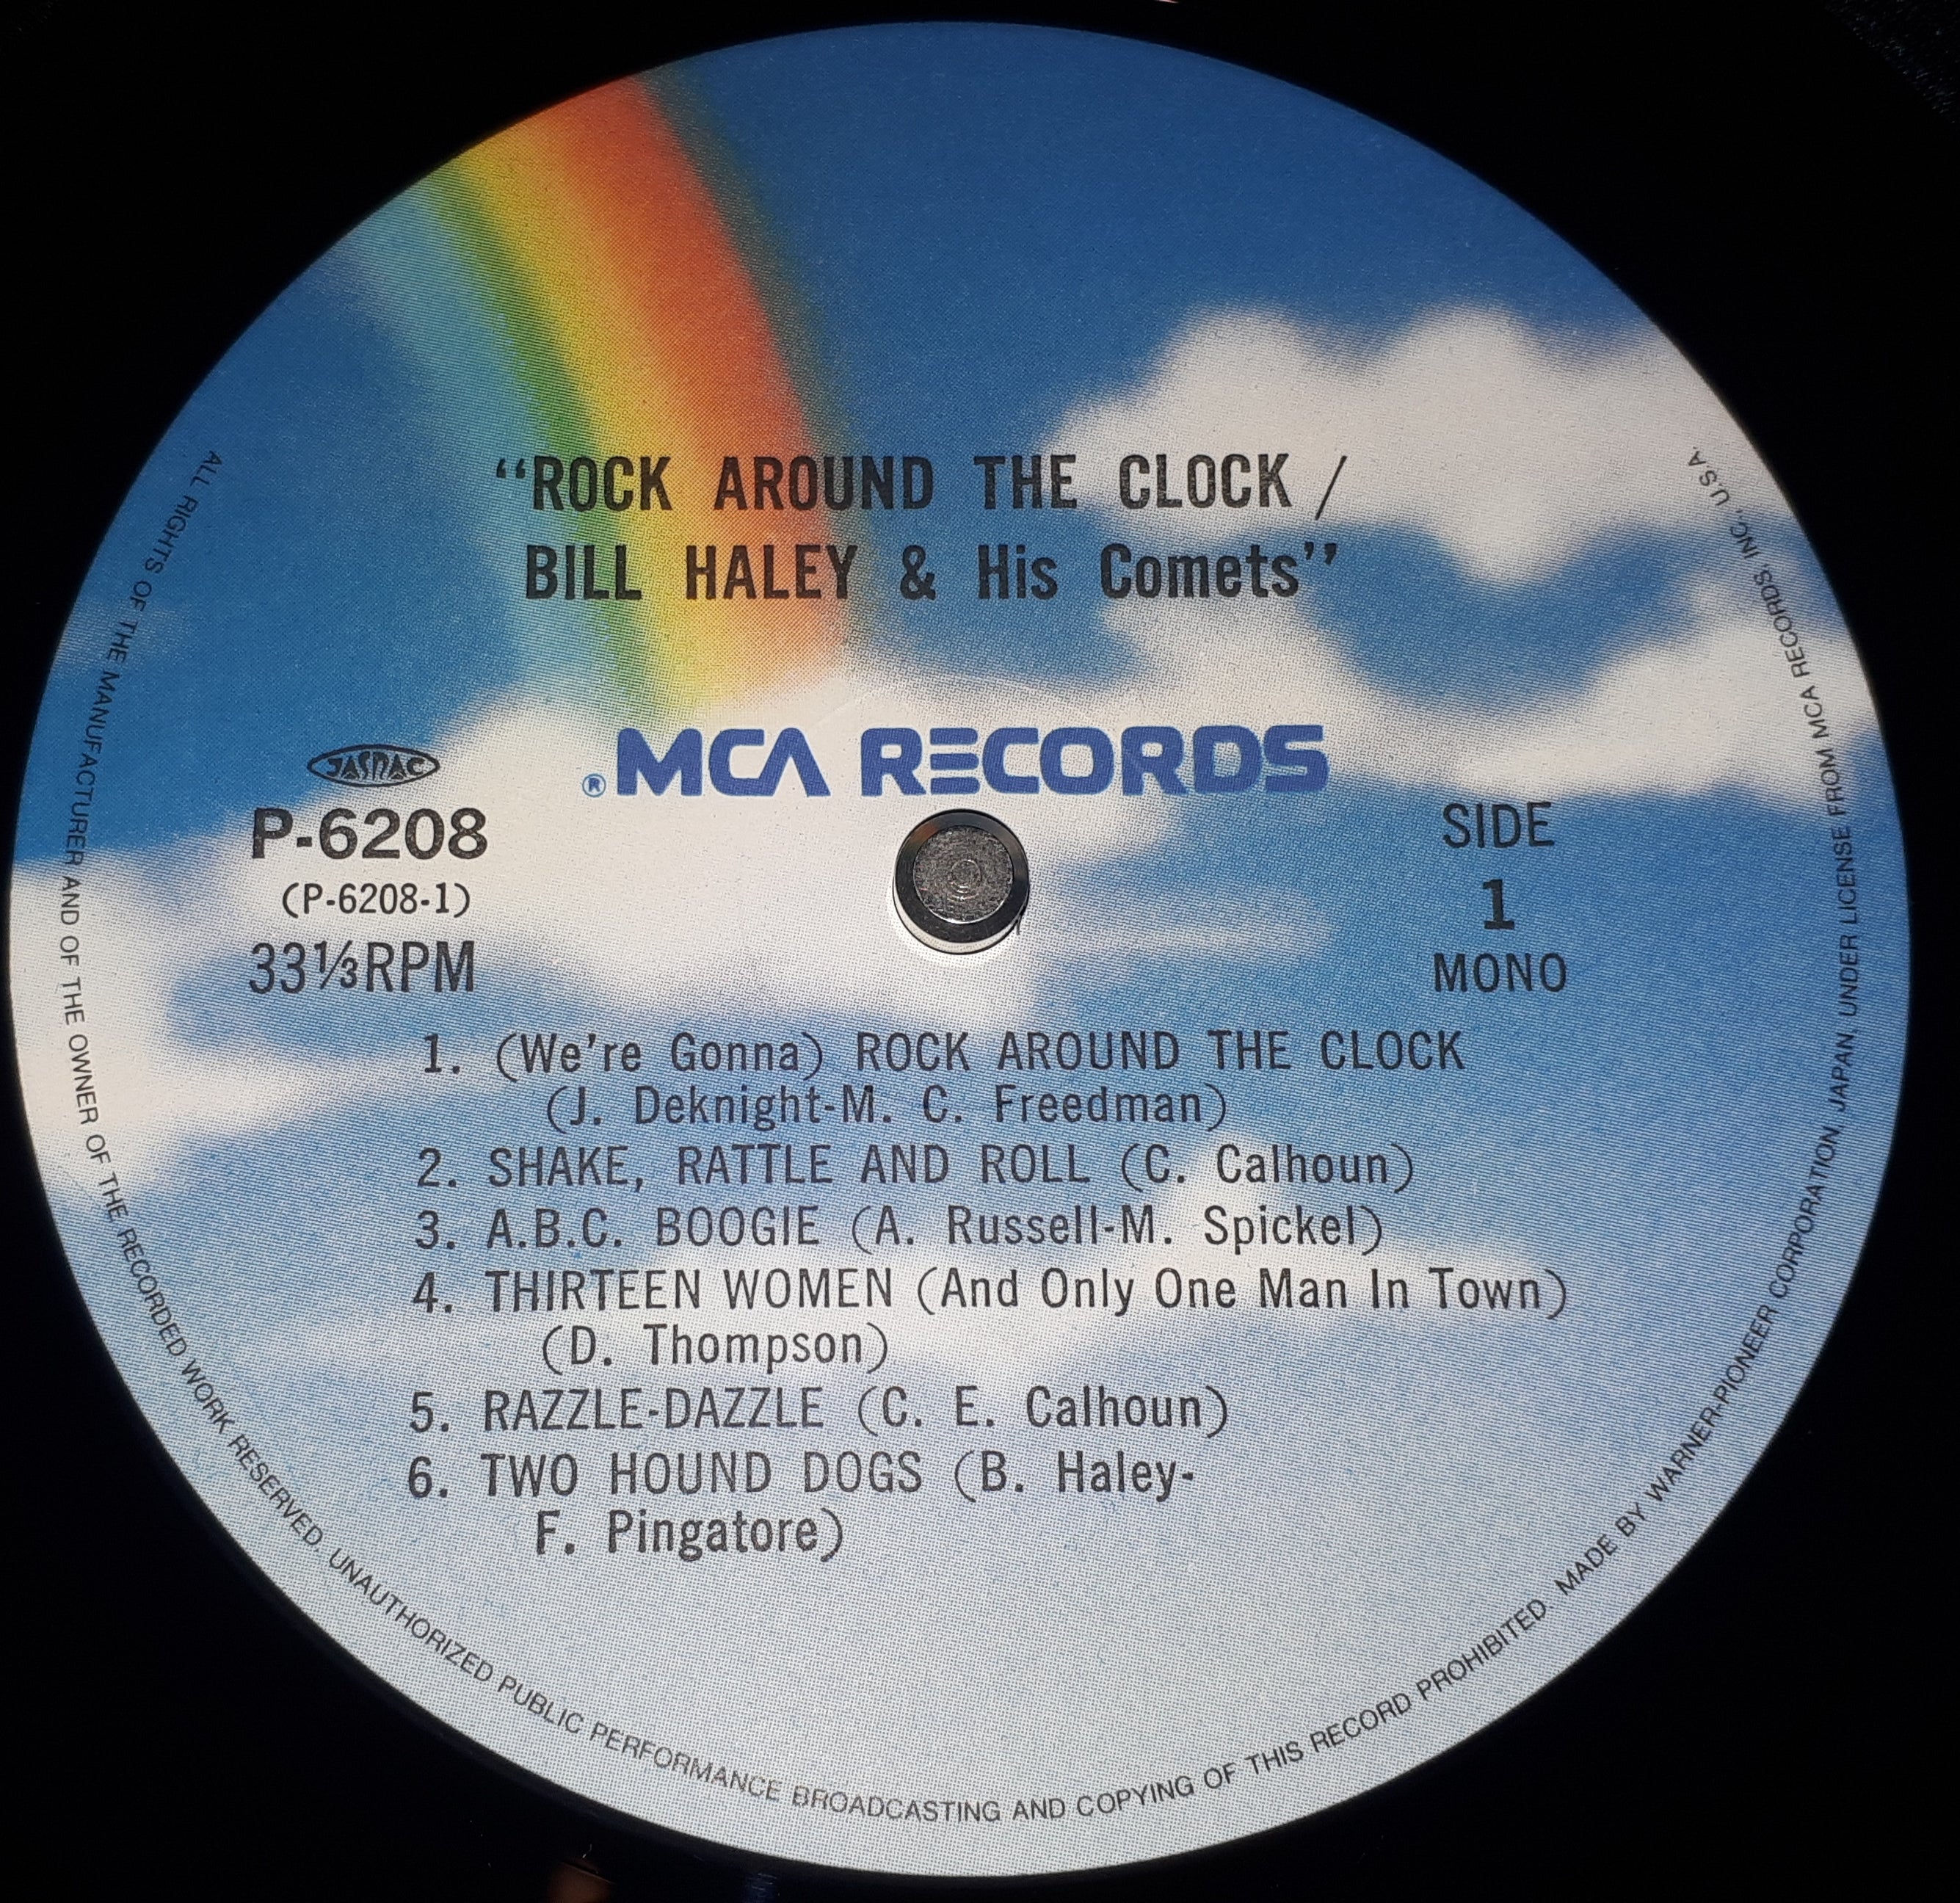 “ROCK AROUND THE CLOCK /
BILL HALEY & His Comets”
® MCA RECORDS
JASRAC
P-6208
(P-6208-1)
33⅓RPM
SIDE
1
MONO
1. (We're Gonna) ROCK AROUND THE CLOCK
(J. Deknight-M. C. Freedman)
2. SHAKE, RATTLE AND ROLL (C. Calhoun)
3. A.B.C. BOOGIE (A. Russell-M. Spickel)
4. THIRTEEN WOMEN (And Only One Man In Town)
(D. Thompson)
5. RAZZLE-DAZZLE (C. E. Calhoun)
6. TWO HOUND DOGS (B. Haley-
F. Pingatore)
ALL RIGHTS OF THE MANUFACTURER AND OF THE OWNER OF THE RECORDED WORK RESERVED. UNAUTHORIZED PUBLIC PERFORMANCE BROADCASTING AND COPYING OF THIS RECORD PROHIBITED MADE BY WARNER-PIONEER CORPORATION, JAPAN, UNDER LICENSE FROM MCA RECORDS, INC., U.S.A.